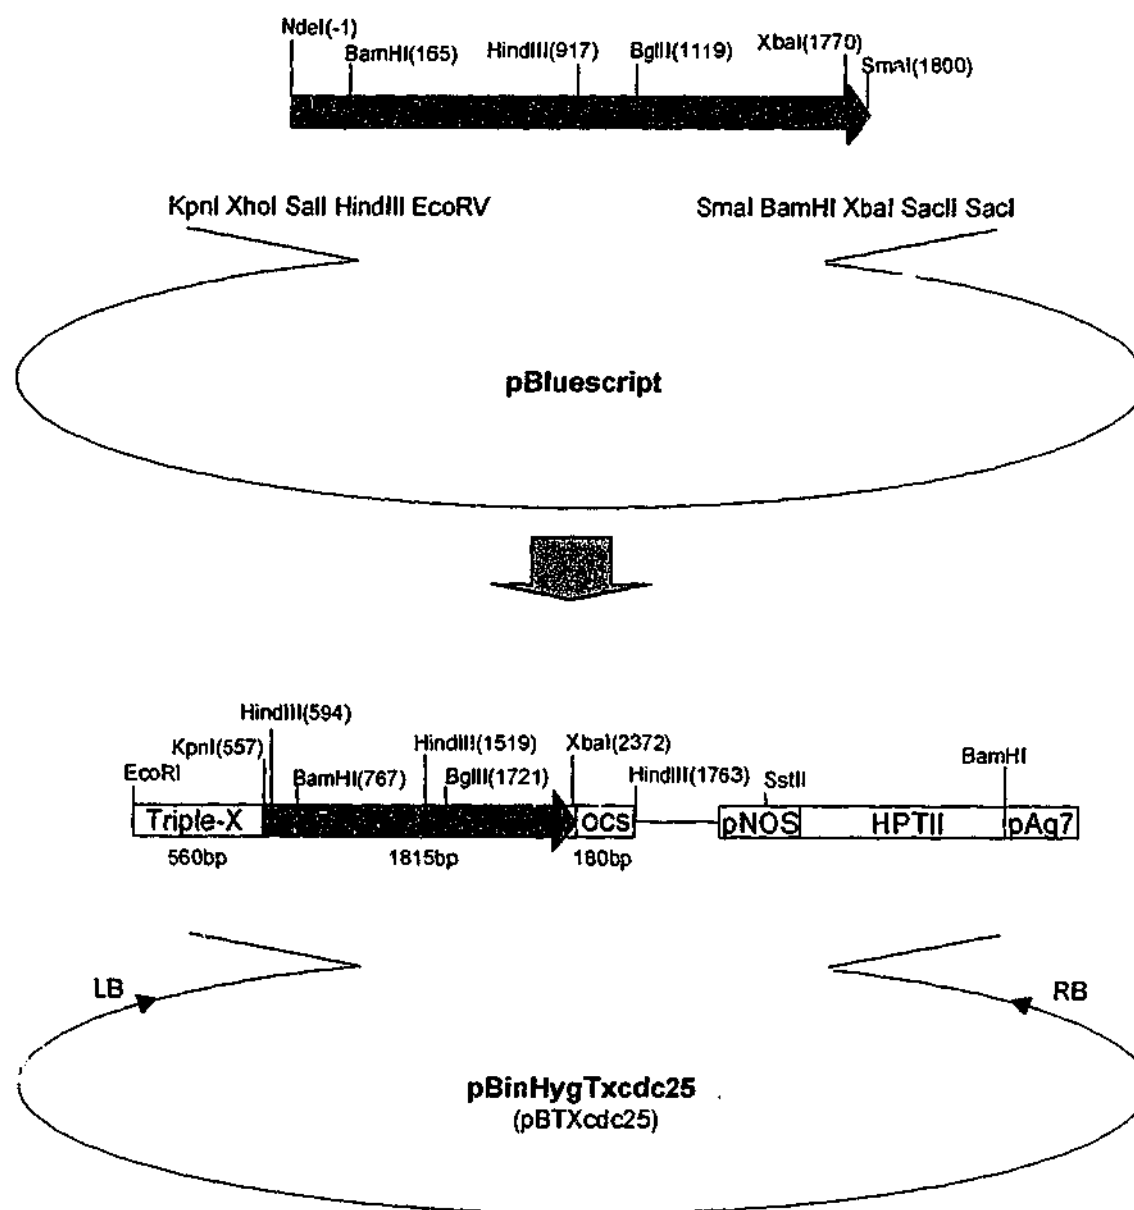 NdeI(-1)
BamHI(165)
HindIII(917)
BglII(1119)
XbaI(1770)
SmaI(1800)
KpnI XhoI SalI HindIII EcoRV
SmaI BamHI XbaI SacII SacI
pBluescript
HindIII(594)
KpnI(557)
HindIII(1519)
XbaI(2372)
BamHI
EcoRI
BamHI(767)
BglII(1721)
HindIII(1763)
SstII
Triple-X
OCS
pNOS
HPTII
pAg7
560bp
1815bp
180bp
LB
RB
pBinHygTxcdc25
(pBTXcdc25)